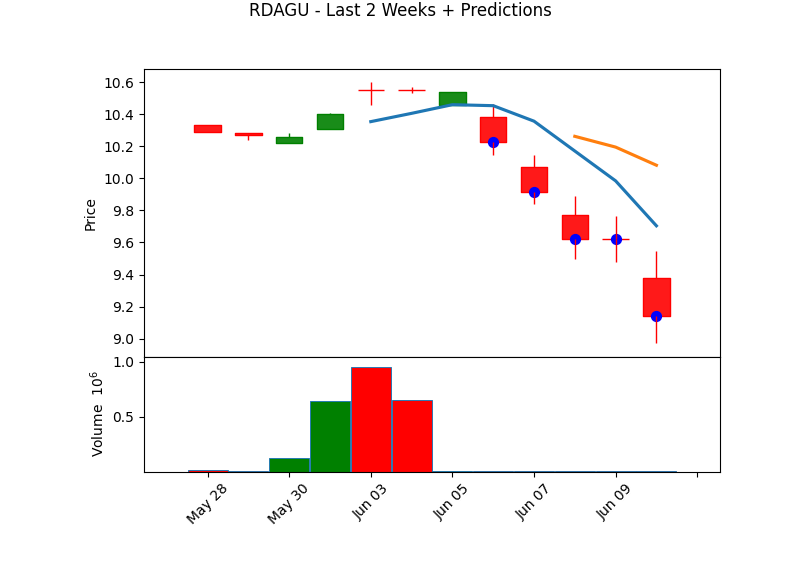 RDAGU - Last 2 Weeks + Predictions
10.6
10.4
10.2
10.0
9.8
9.6
9.4
9.2
9.0
Price
1.0
0.5
Volume 10^6
May 28
May 30
Jun 03
Jun 05
Jun 07
Jun 09